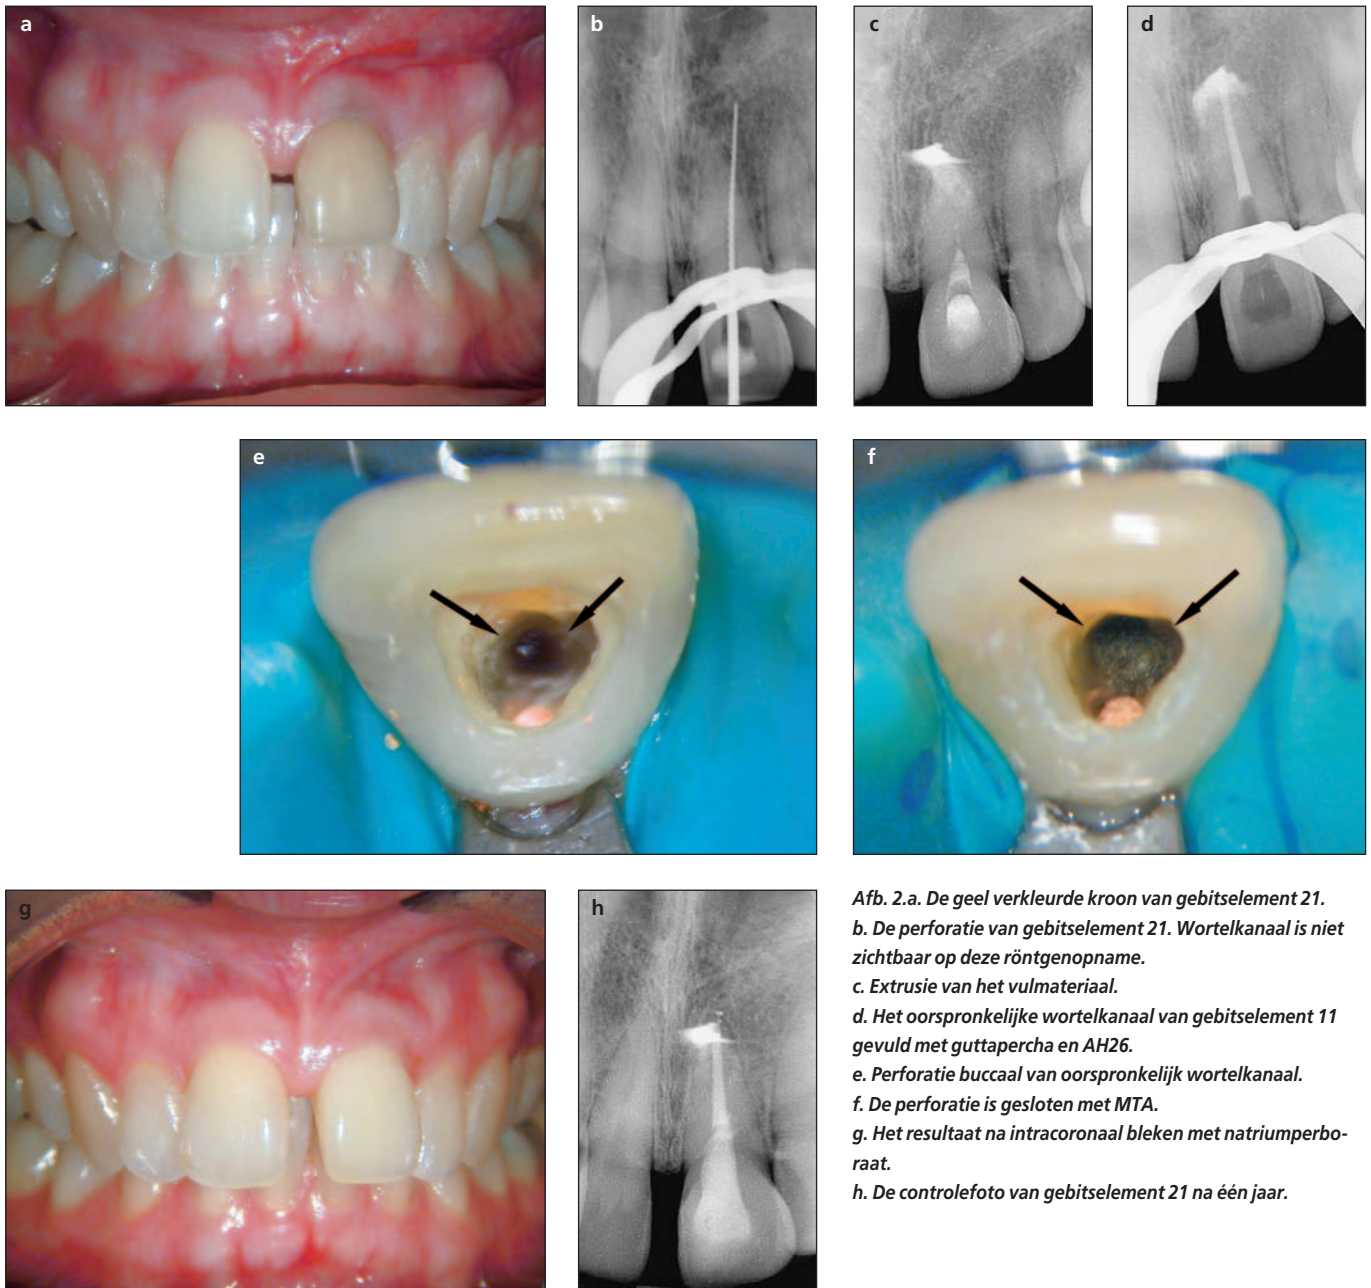 a
b
c
d
e
f
g
h
Afb. 2.a. De geel verkleurde kroon van gebitselement 21.
b. De perforatie van gebitselement 21. Wortelkanaal is niet
zichtbaar op deze röntgenopname.
c. Extrusie van het vulmateriaal.
d. Het oorspronkelijke wortelkanaal van gebitselement 11
gevuld met guttapercha en AH26.
e. Perforatie buccaal van oorspronkelijk wortelkanaal.
f. De perforatie is gesloten met MTA.
g. Het resultaat na intracoronaal bleken met natriumperbo-
raat.
h. De controlefoto van gebitselement 21 na één jaar.